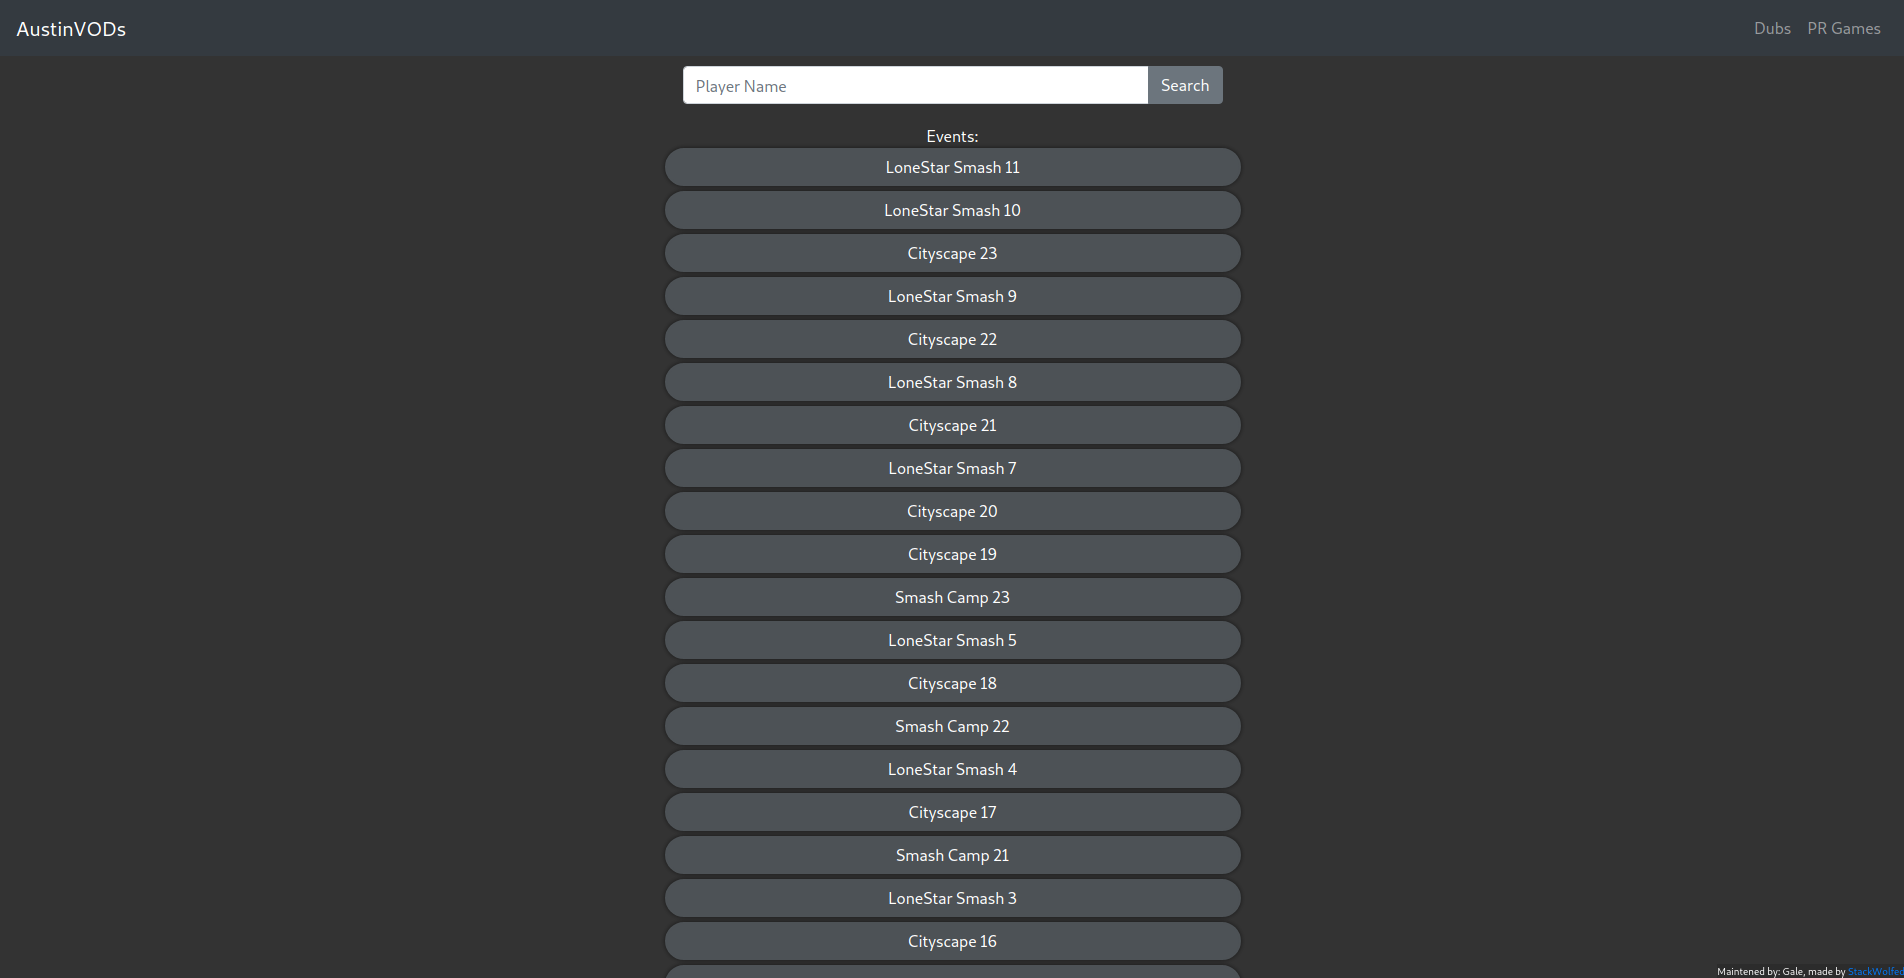 AustinVODs
Dubs PR Games
Player Name Search
Events:
LoneStar Smash 11
LoneStar Smash 10
Cityscape 23
LoneStar Smash 9
Cityscape 22
LoneStar Smash 8
Cityscape 21
LoneStar Smash 7
Cityscape 20
Cityscape 19
Smash Camp 23
LoneStar Smash 5
Cityscape 18
Smash Camp 22
LoneStar Smash 4
Cityscape 17
Smash Camp 21
LoneStar Smash 3
Cityscape 16
Maintened by: Gale, made by StackWolfed